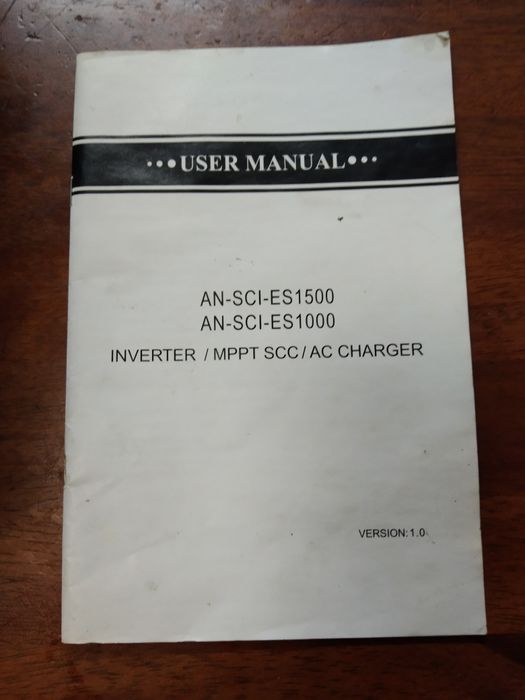 •••USER MANUAL•••
AN-SCI-ES1500
AN-SCI-ES1000
INVERTER / MPPT SCC / AC CHARGER
VERSION: 1.0